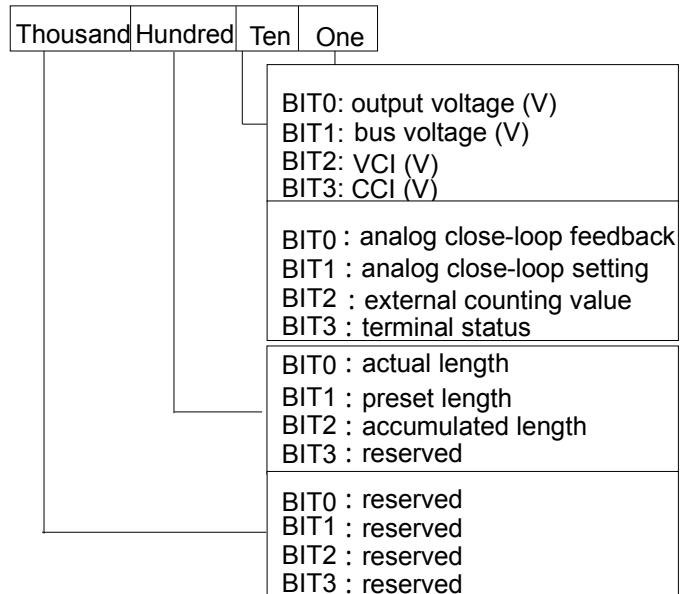 Thousand Hundred Ten One
BIT0: output voltage (V)
BIT1: bus voltage (V)
BIT2: VCI (V)
BIT3: CCI (V)
BIT0：analog close-loop feedback
BIT1：analog close-loop setting
BIT2：external counting value
BIT3：terminal status
BIT0：actual length
BIT1：preset length
BIT2：accumulated length
BIT3：reserved
BIT0：reserved
BIT1：reserved
BIT2：reserved
BIT3：reserved